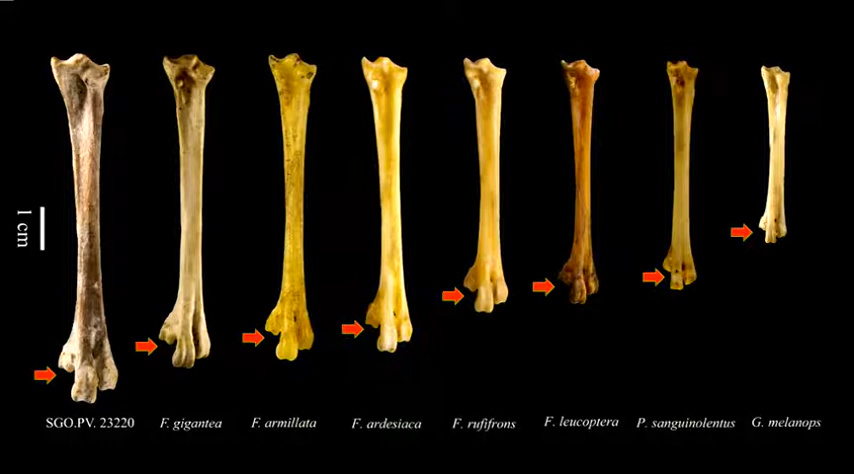 1 cm
SGO.PV. 23220
F. gigantea
F. armillata
F. ardesiaca
F. rufifrons
F. leucoptera
P. sanguinolentus
G. melanops